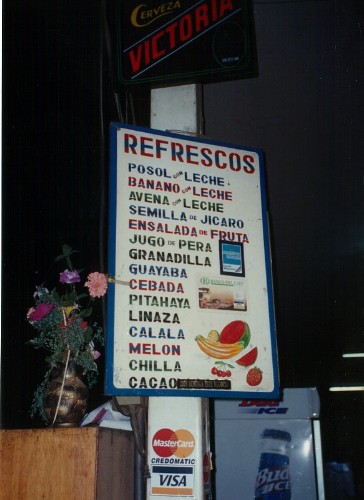 CERVEZA
VICTORIA
REFRESCOS
POSOL CON LECHE
BANANO CON LECHE
AVENA CON LECHE
SEMILLA DE JICARO
ENSALADA DE FRUTA
JUGO DE PERA
GRANADILLA
GUAYABA
CEBADA
PITAHAYA
LINAZA
CALALA
MELON
CHILLA
CACAO
MasterCard
CREDOMATIC
VISA
ICE
Bud
ICE